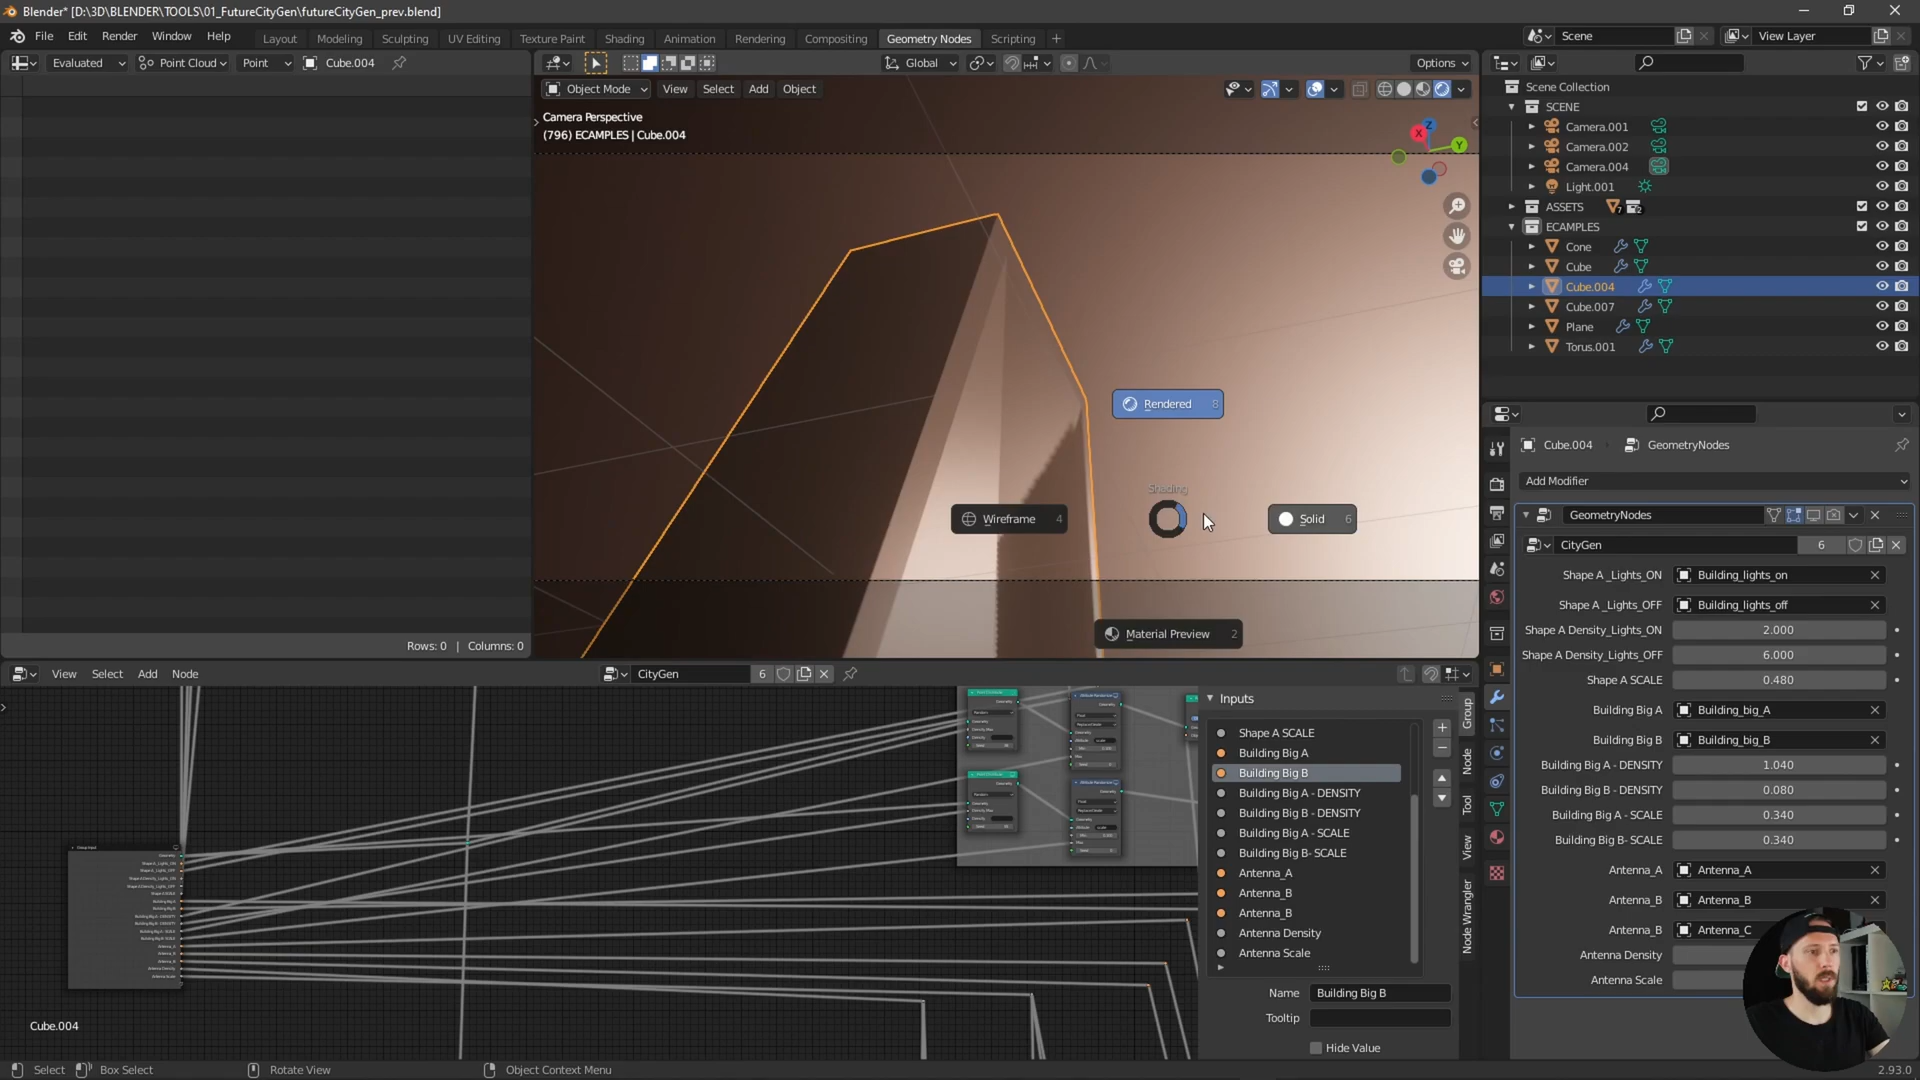 Blender* [D:\3D\BLENDER\TOOLS\01_FutureCityGen\futureCityGen_prev.blend]
File Edit Render Window Help
Layout Modeling Sculpting UV Editing Texture Paint Shading Animation Rendering Compositing Geometry Nodes Scripting +
Scene
View Layer
Evaluated
Point Cloud
Point
Cube.004
Global
Options
Object Mode
View Select Add Object
Camera Perspective
(796) ECAMPLES | Cube.004
X
Y
Z
Rendered 8
Shading
Wireframe 4
Solid 6
Material Preview 2
Rows: 0 | Columns: 0
Scene Collection
SCENE
Camera.001
Camera.002
Camera.004
Light.001
ASSETS 7 2
ECAMPLES
Cone
Cube
Cube.004
Cube.007
Plane
Torus.001
Cube.004 GeometryNodes
Add Modifier
GeometryNodes
CityGen 6
Shape A _Lights_ON Building_lights_on
Shape A _Lights_OFF Building_lights_off
Shape A Density_Lights_ON 2.000
Shape A Density_Lights_OFF 6.000
Shape A SCALE 0.480
Building Big A Building_big_A
Building Big B Building_big_B
Building Big A - DENSITY 1.040
Building Big B - DENSITY 0.080
Building Big A - SCALE 0.340
Building Big B- SCALE 0.340
Antenna_A Antenna_A
Antenna_B Antenna_B
Antenna_B Antenna_C
Antenna Density
Antenna Scale
View Select Add Node
CityGen 6
Inputs
Shape A SCALE
Building Big A
Building Big B
Building Big A - DENSITY
Building Big B - DENSITY
Building Big A - SCALE
Building Big B- SCALE
Antenna_A
Antenna_B
Antenna_B
Antenna Density
Antenna Scale
Name Building Big B
Tooltip
Hide Value
Group
Node
Tool
View
Node Wrangler
Cube.004
Select
Box Select
Rotate View
Object Context Menu
2.93.0